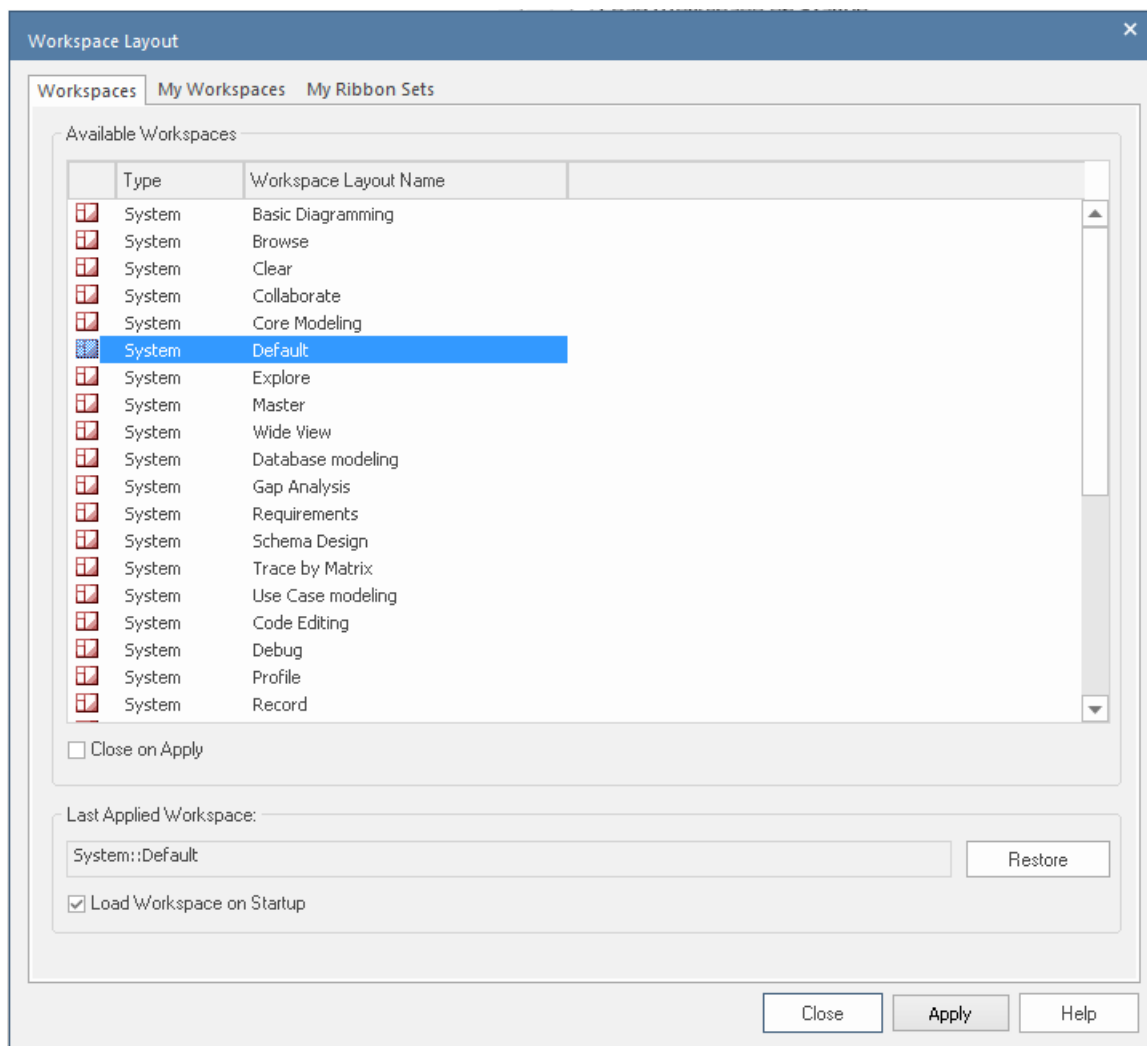 Workspace Layout
Workspaces My Workspaces My Ribbon Sets
Available Workspaces
Type Workspace Layout Name
System Basic Diagramming
System Browse
System Clear
System Collaborate
System Core Modeling
System Default
System Explore
System Master
System Wide View
System Database modeling
System Gap Analysis
System Requirements
System Schema Design
System Trace by Matrix
System Use Case modeling
System Code Editing
System Debug
System Profile
System Record
Close on Apply
Last Applied Workspace:
System::Default
Restore
Load Workspace on Startup
Close Apply Help